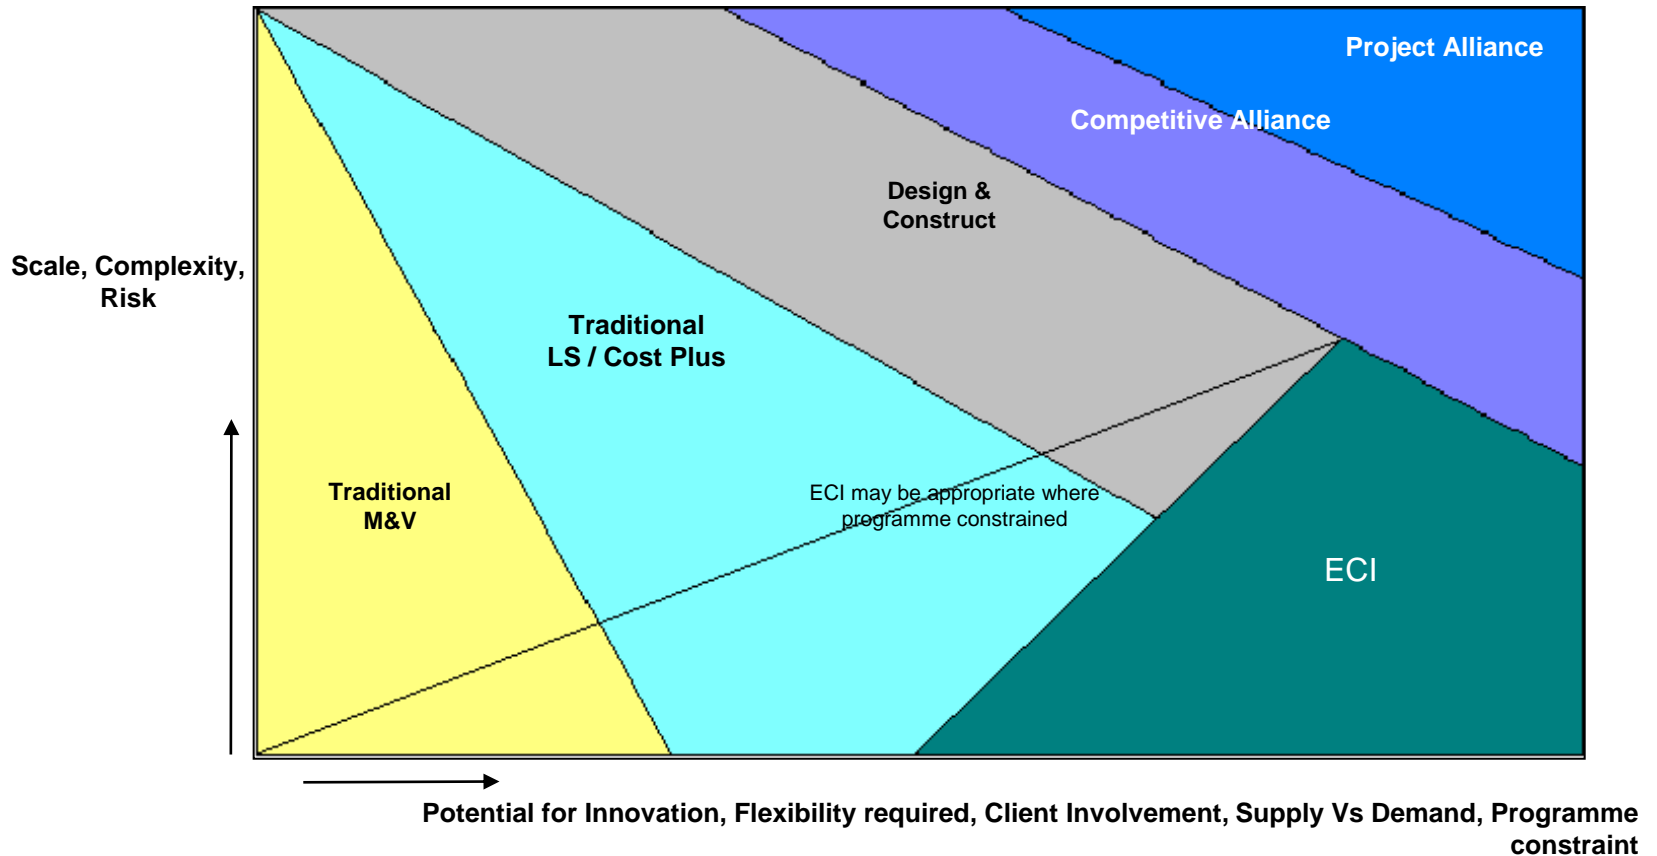 Project Alliance
Competitive Alliance
Design &
Construct
Scale, Complexity,
Risk
Traditional
LS / Cost Plus
Traditional
M&V
ECI may be appropriate where
programme constrained
ECI
Potential for Innovation, Flexibility required, Client Involvement, Supply Vs Demand, Programme
constraint